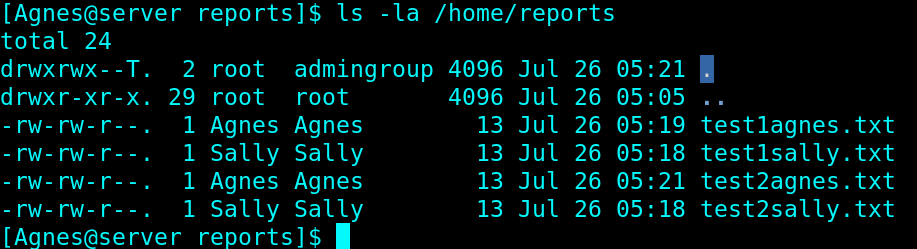 [Agnes@server reports]$ ls -la /home/reports
total 24
drwxrwx--T.  2 root  admingroup 4096 Jul 26 05:21 .
drwxr-xr-x. 29 root  root       4096 Jul 26 05:05 ..
-rw-rw-r--.  1 Agnes Agnes        13 Jul 26 05:19 test1agnes.txt
-rw-rw-r--.  1 Sally Sally        13 Jul 26 05:18 test1sally.txt
-rw-rw-r--.  1 Agnes Agnes        13 Jul 26 05:21 test2agnes.txt
-rw-rw-r--.  1 Sally Sally        13 Jul 26 05:18 test2sally.txt
[Agnes@server reports]$